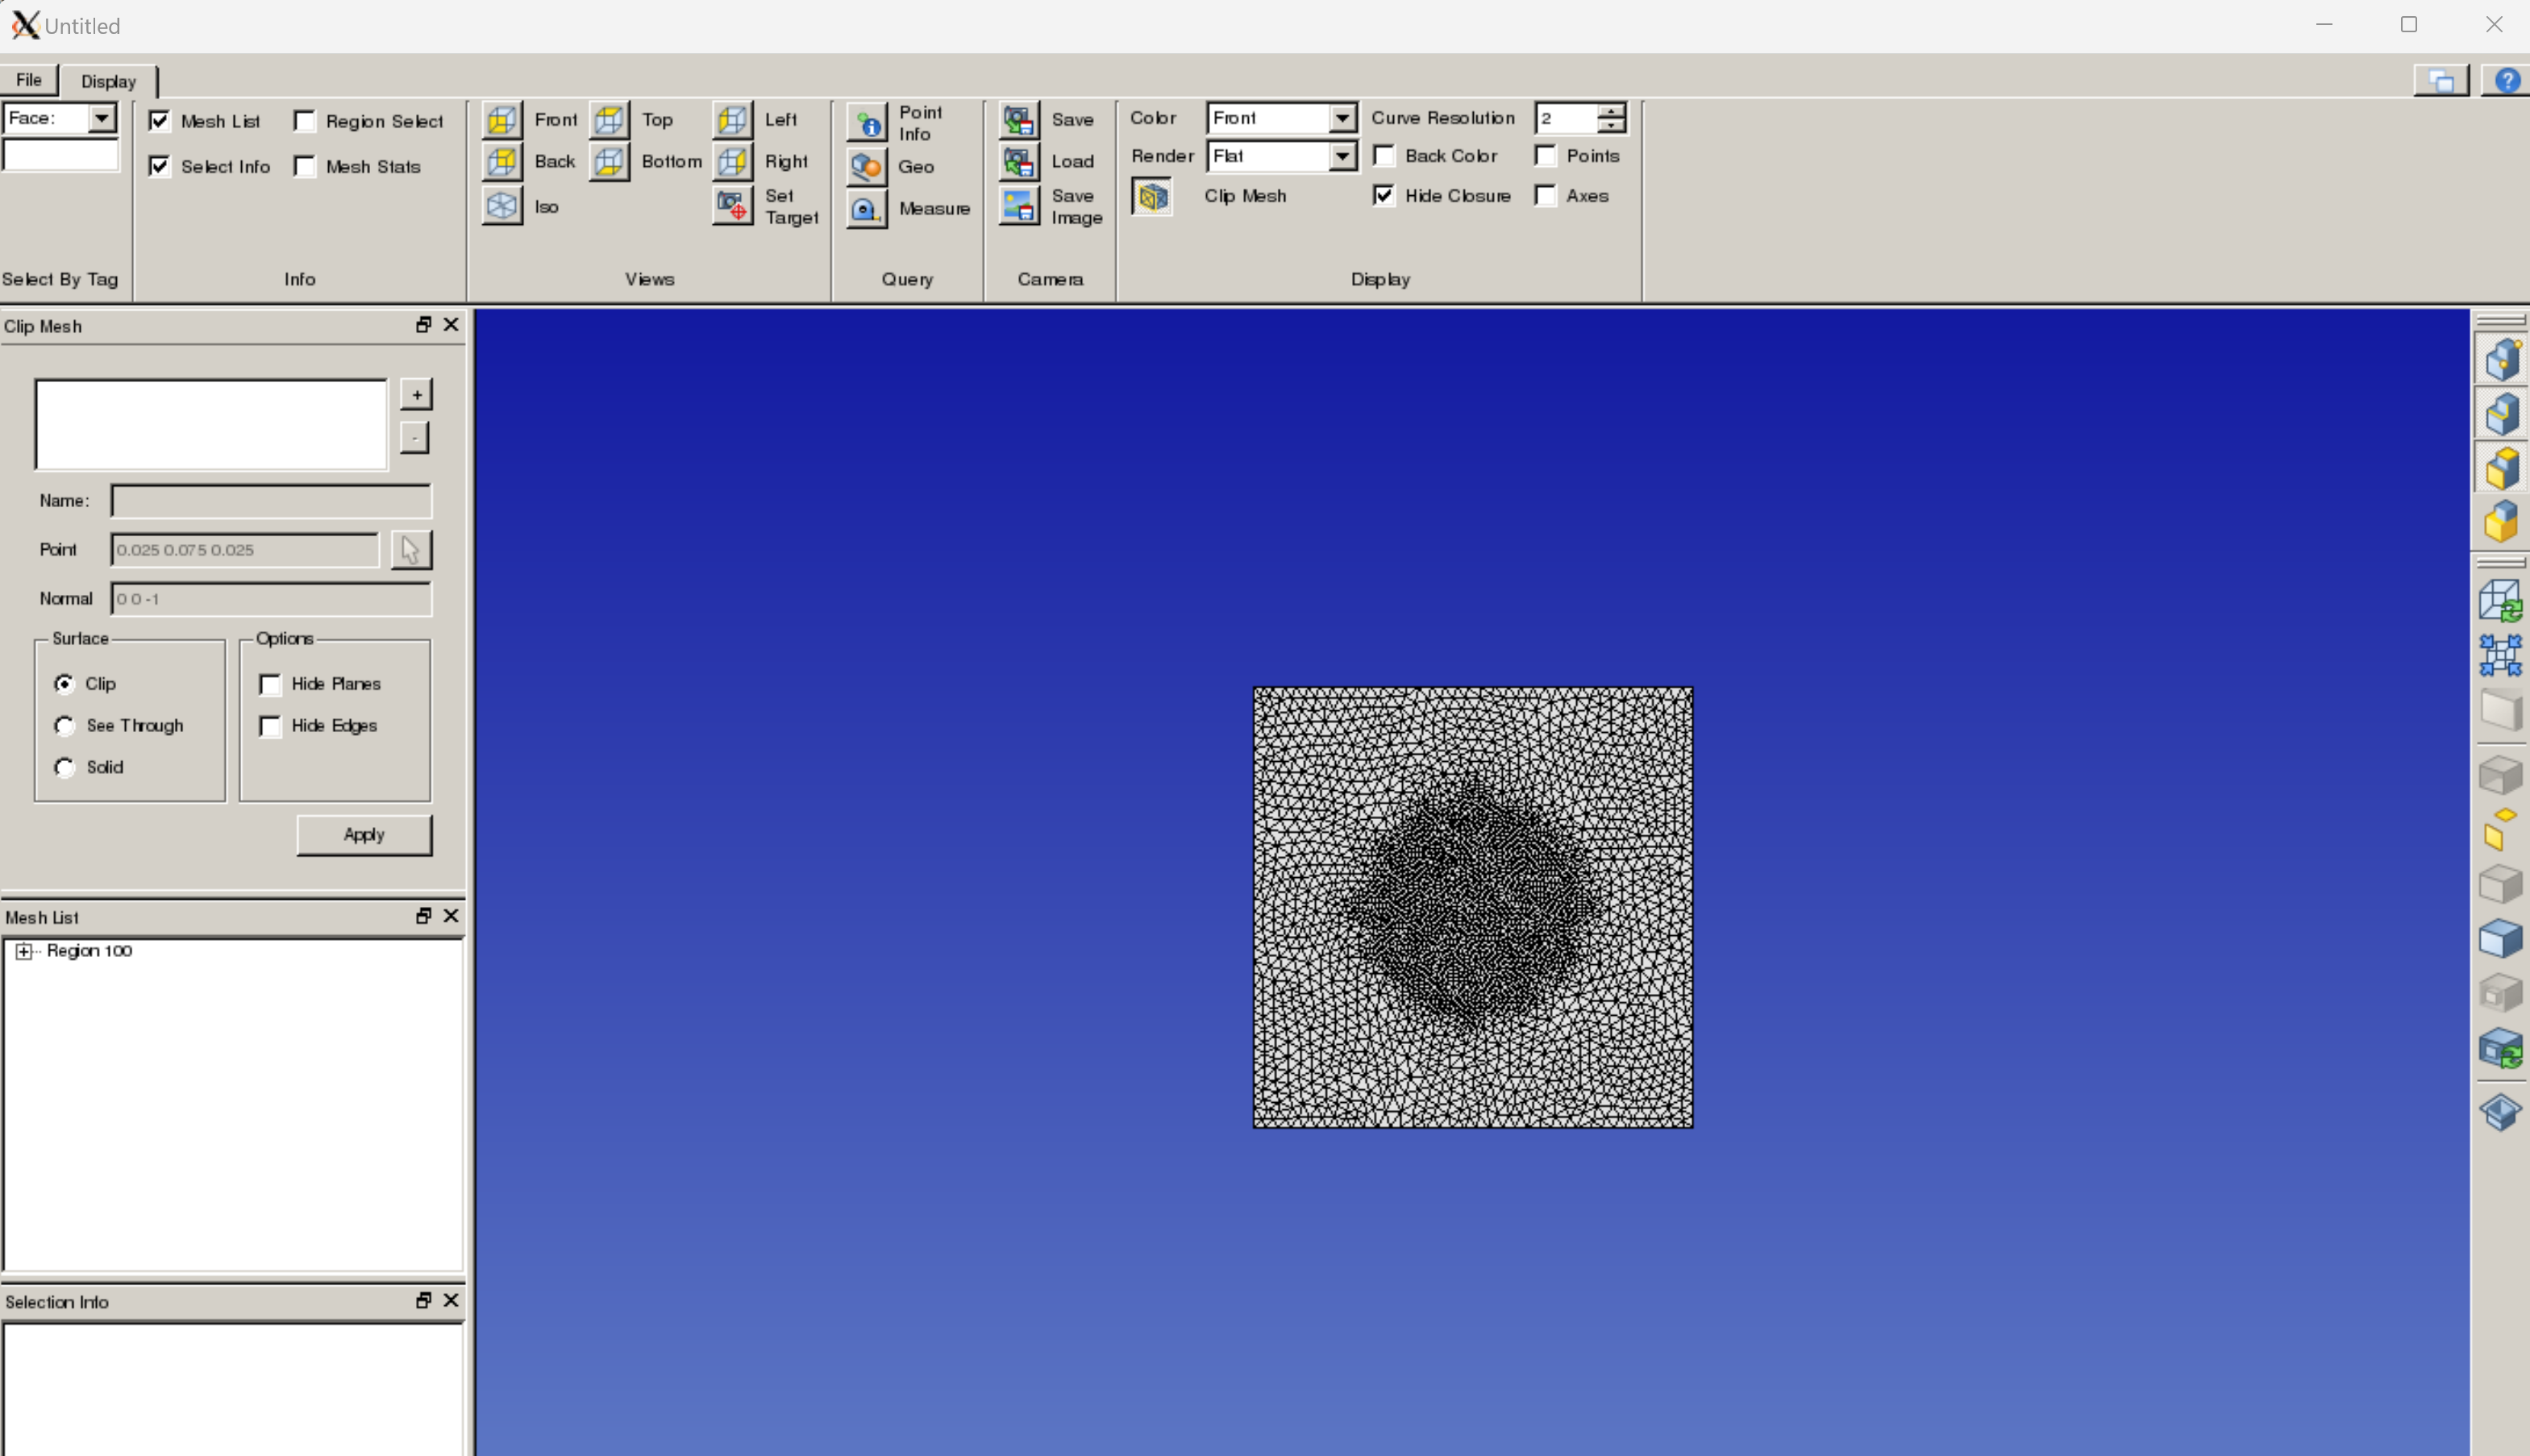 Untitled
File
Display
Face:
Mesh List
Region Select
Select Info
Mesh Stats
Front
Top
Left
Back
Bottom
Right
Iso
Set
Target
Point
Info
Geo
Measure
Save
Load
Save
Image
Color
Front
Curve Resolution
2
Render
Flat
Back Color
Points
Clip Mesh
Hide Closure
Axes
Select By Tag
Info
Views
Query
Camera
Display
Clip Mesh
+
-
Name:
Point
0.025 0.075 0.025
Normal
0 0 -1
Surface
Options
Clip
Hide Planes
See Through
Hide Edges
Solid
Apply
Mesh List
Region 100
Selection Info